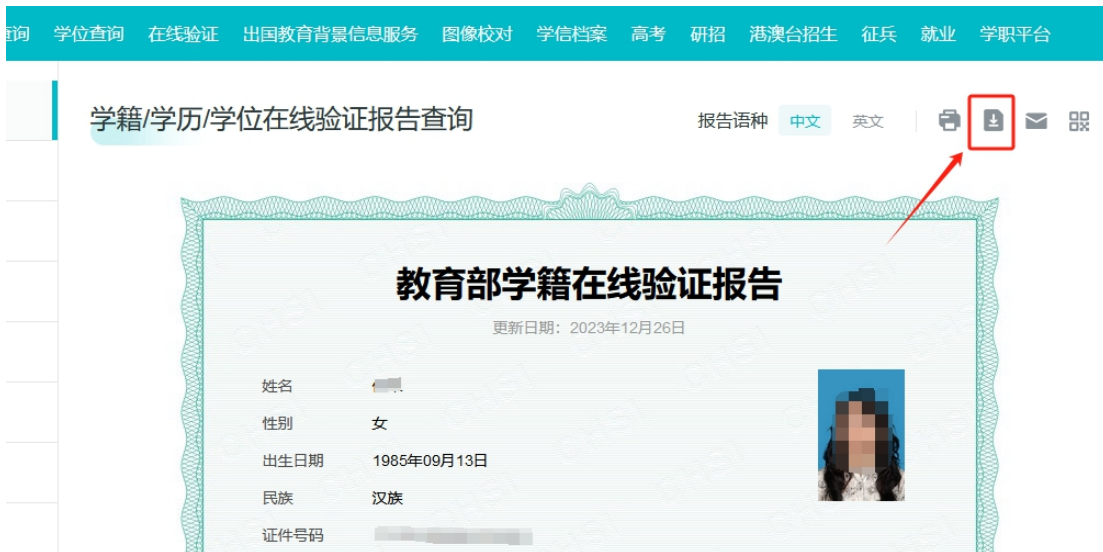 查询 学位查询 在线验证 出国教育背景信息服务 图像校对 学信档案 高考 研招 港澳台招生 征兵 就业 学职平台
学籍/学历/学位在线验证报告查询
报告语种 中文 英文
教育部学籍在线验证报告
更新日期：2023年12月26日
姓名
性别 女
出生日期 1985年09月13日
民族 汉族
证件号码